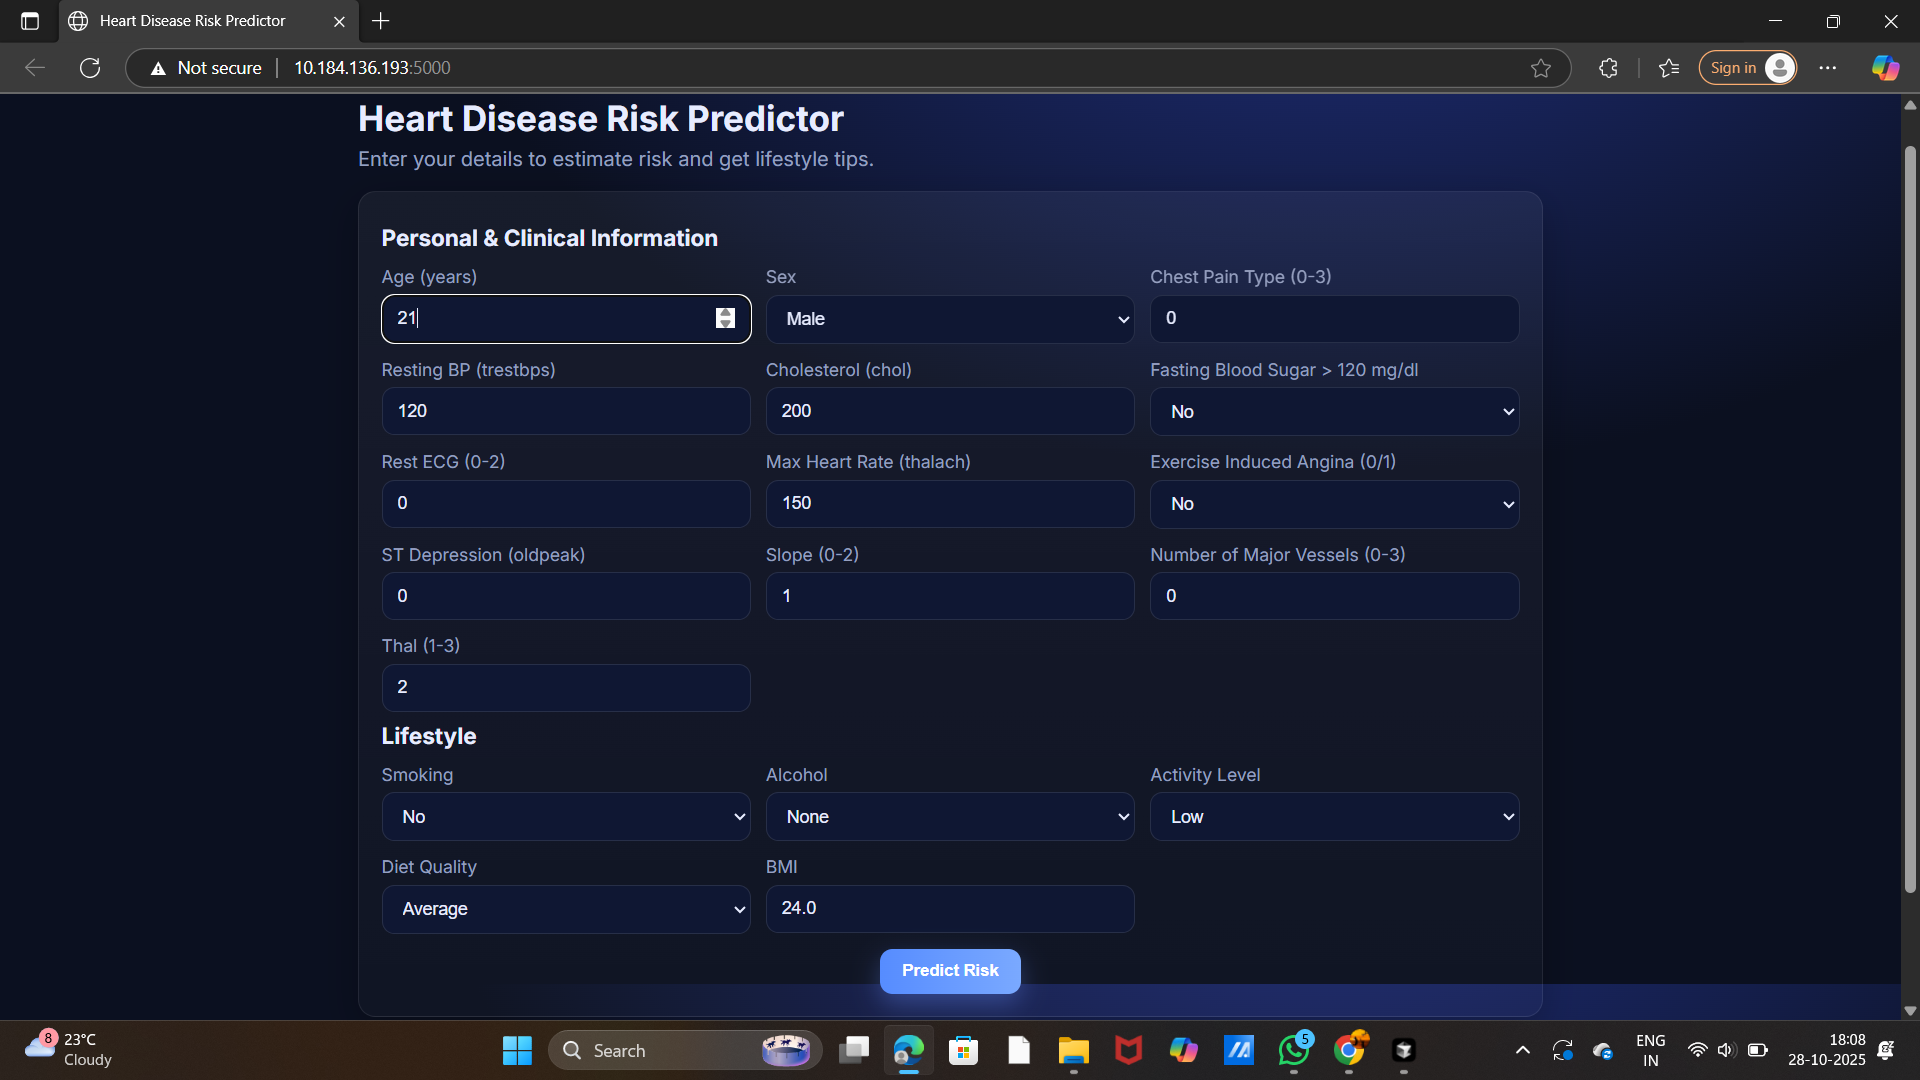 Heart Disease Risk Predictor
Not secure 10.184.136.193:5000
Sign in
Heart Disease Risk Predictor
Enter your details to estimate risk and get lifestyle tips.
Personal & Clinical Information
Age (years) Sex Chest Pain Type (0-3)
21 Male 0
Resting BP (trestbps) Cholesterol (chol) Fasting Blood Sugar > 120 mg/dl
120 200 No
Rest ECG (0-2) Max Heart Rate (thalach) Exercise Induced Angina (0/1)
0 150 No
ST Depression (oldpeak) Slope (0-2) Number of Major Vessels (0-3)
0 1 0
Thal (1-3)
2
Lifestyle
Smoking Alcohol Activity Level
No None Low
Diet Quality BMI
Average 24.0
Predict Risk
8 23°C
Cloudy
Search
5
ENG
IN
18:08
28-10-2025